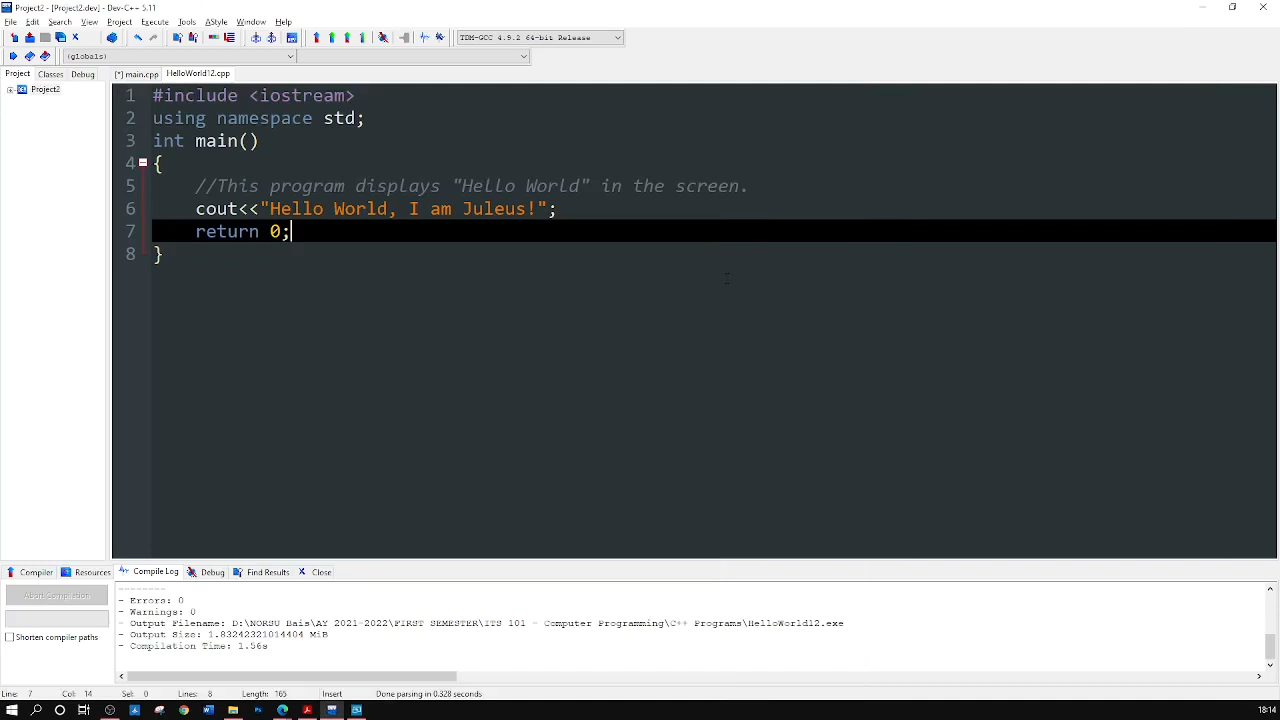 Project2 - [Project2.dev] - Dev-C++ 5.11
File Edit Search View Project Execute Tools AStyle Window Help
TDM-GCC 4.9.2 64-bit Release
(globals)
Project Classes Debug [*] main.cpp HelloWorld12.cpp
Project2
1 #include <iostream>
2 using namespace std;
3 int main()
4 {
5 //This program displays "Hello World" in the screen.
6 cout<<"Hello World, I am Juleus!";
7 return 0;
8 }
Compiler Resources Compile Log Debug Find Results Close
Abort Compilation
Shorten compiler paths
--------
- Errors: 0
- Warnings: 0
- Output Filename: D:\NORSU Bais\AY 2021-2022\FIRST SEMESTER\ITS 101 - Computer Programming\C++ Programs\HelloWorld12.exe
- Output Size: 1.83242321014404 MiB
- Compilation Time: 1.56s
Line: 7 Col: 14 Sel: 0 Lines: 8 Length: 165 Insert Done parsing in 0.328 seconds
18:14